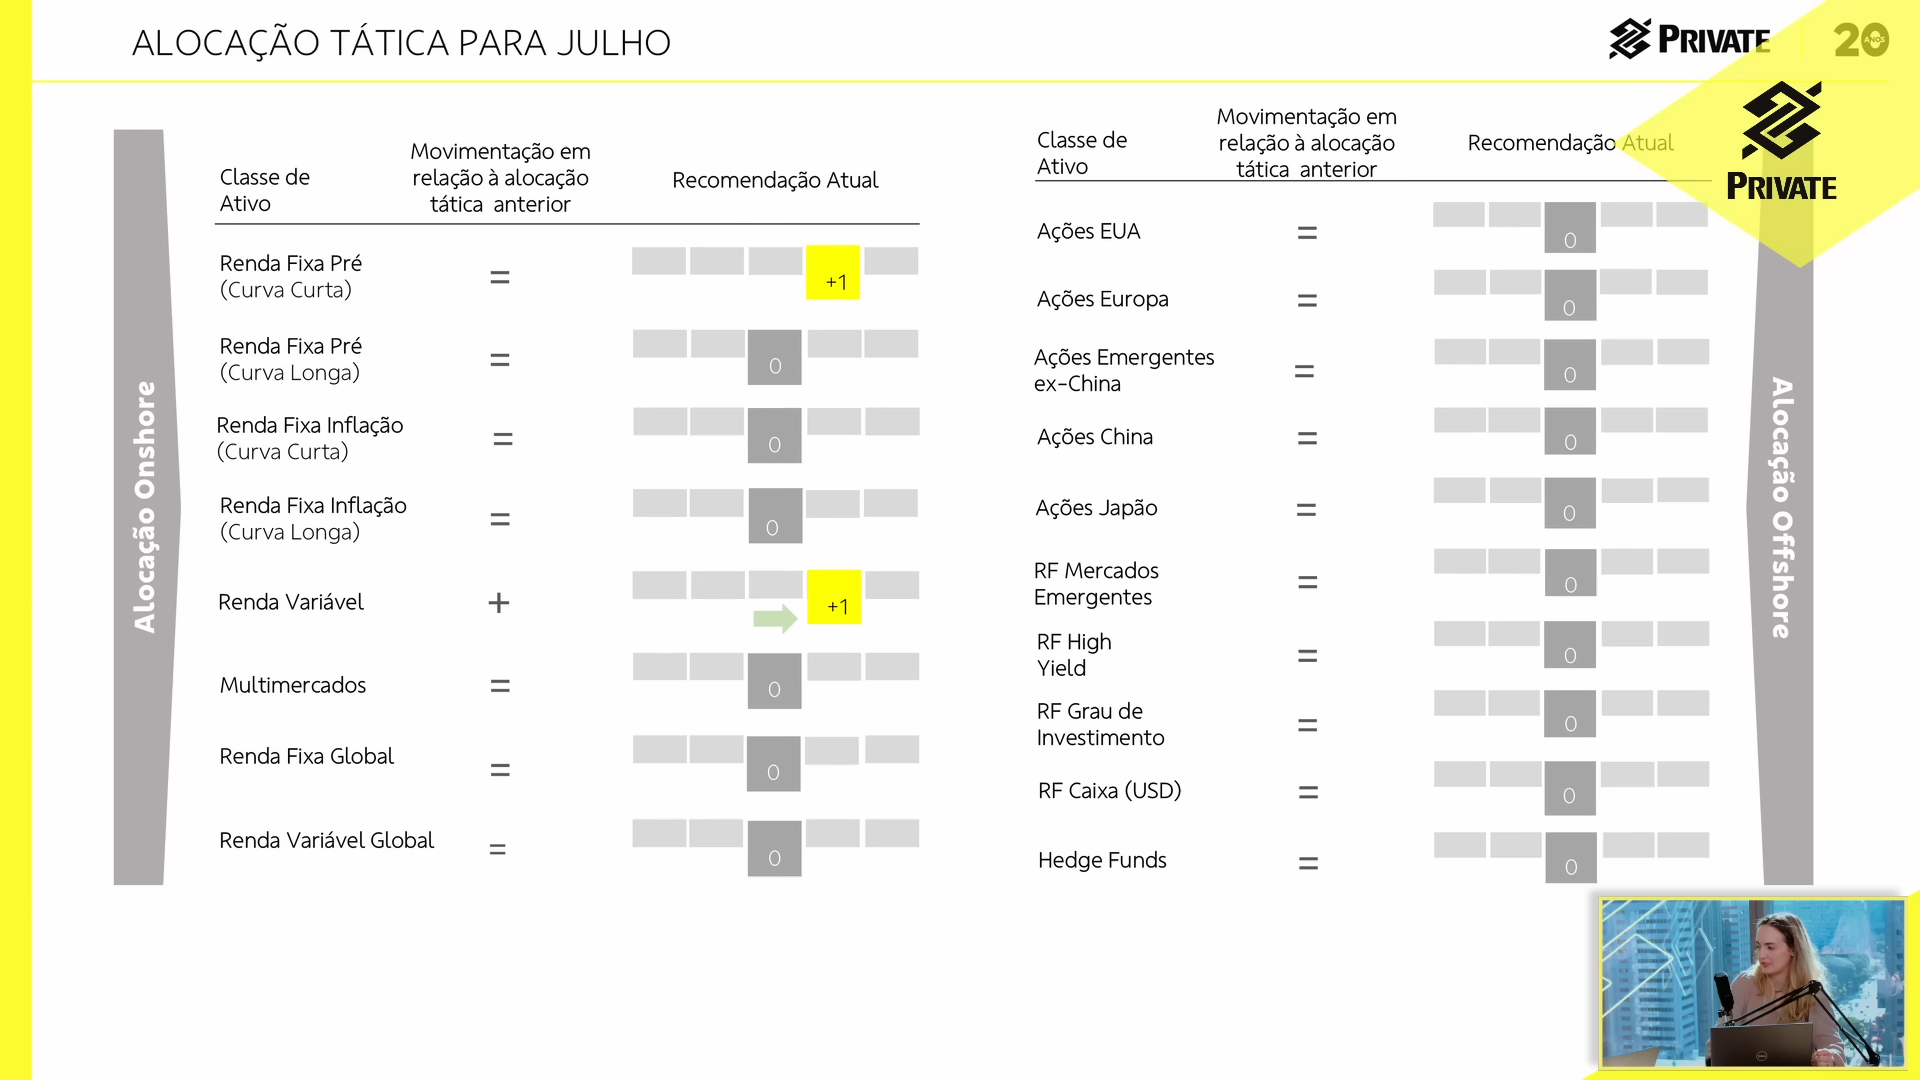 ALOCAÇÃO TÁTICA PARA JULHO
PRIVATE
20
ANOS
PRIVATE
Alocação Onshore
Classe de
Ativo
Movimentação em
relação à alocação
tática anterior
Recomendação Atual
Renda Fixa Pré
(Curva Curta)
=
+1
Renda Fixa Pré
(Curva Longa)
=
0
Renda Fixa Inflação
(Curva Curta)
=
0
Renda Fixa Inflação
(Curva Longa)
=
0
Renda Variável
+
+1
Multimercados
=
0
Renda Fixa Global
=
0
Renda Variável Global
=
0
Classe de
Ativo
Movimentação em
relação à alocação
tática anterior
Recomendação Atual
Ações EUA
=
0
Ações Europa
=
0
Ações Emergentes
ex-China
=
0
Ações China
=
0
Ações Japão
=
0
RF Mercados
Emergentes
=
0
RF High
Yield
=
0
RF Grau de
Investimento
=
0
RF Caixa (USD)
=
0
Hedge Funds
=
0
Alocação Offshore